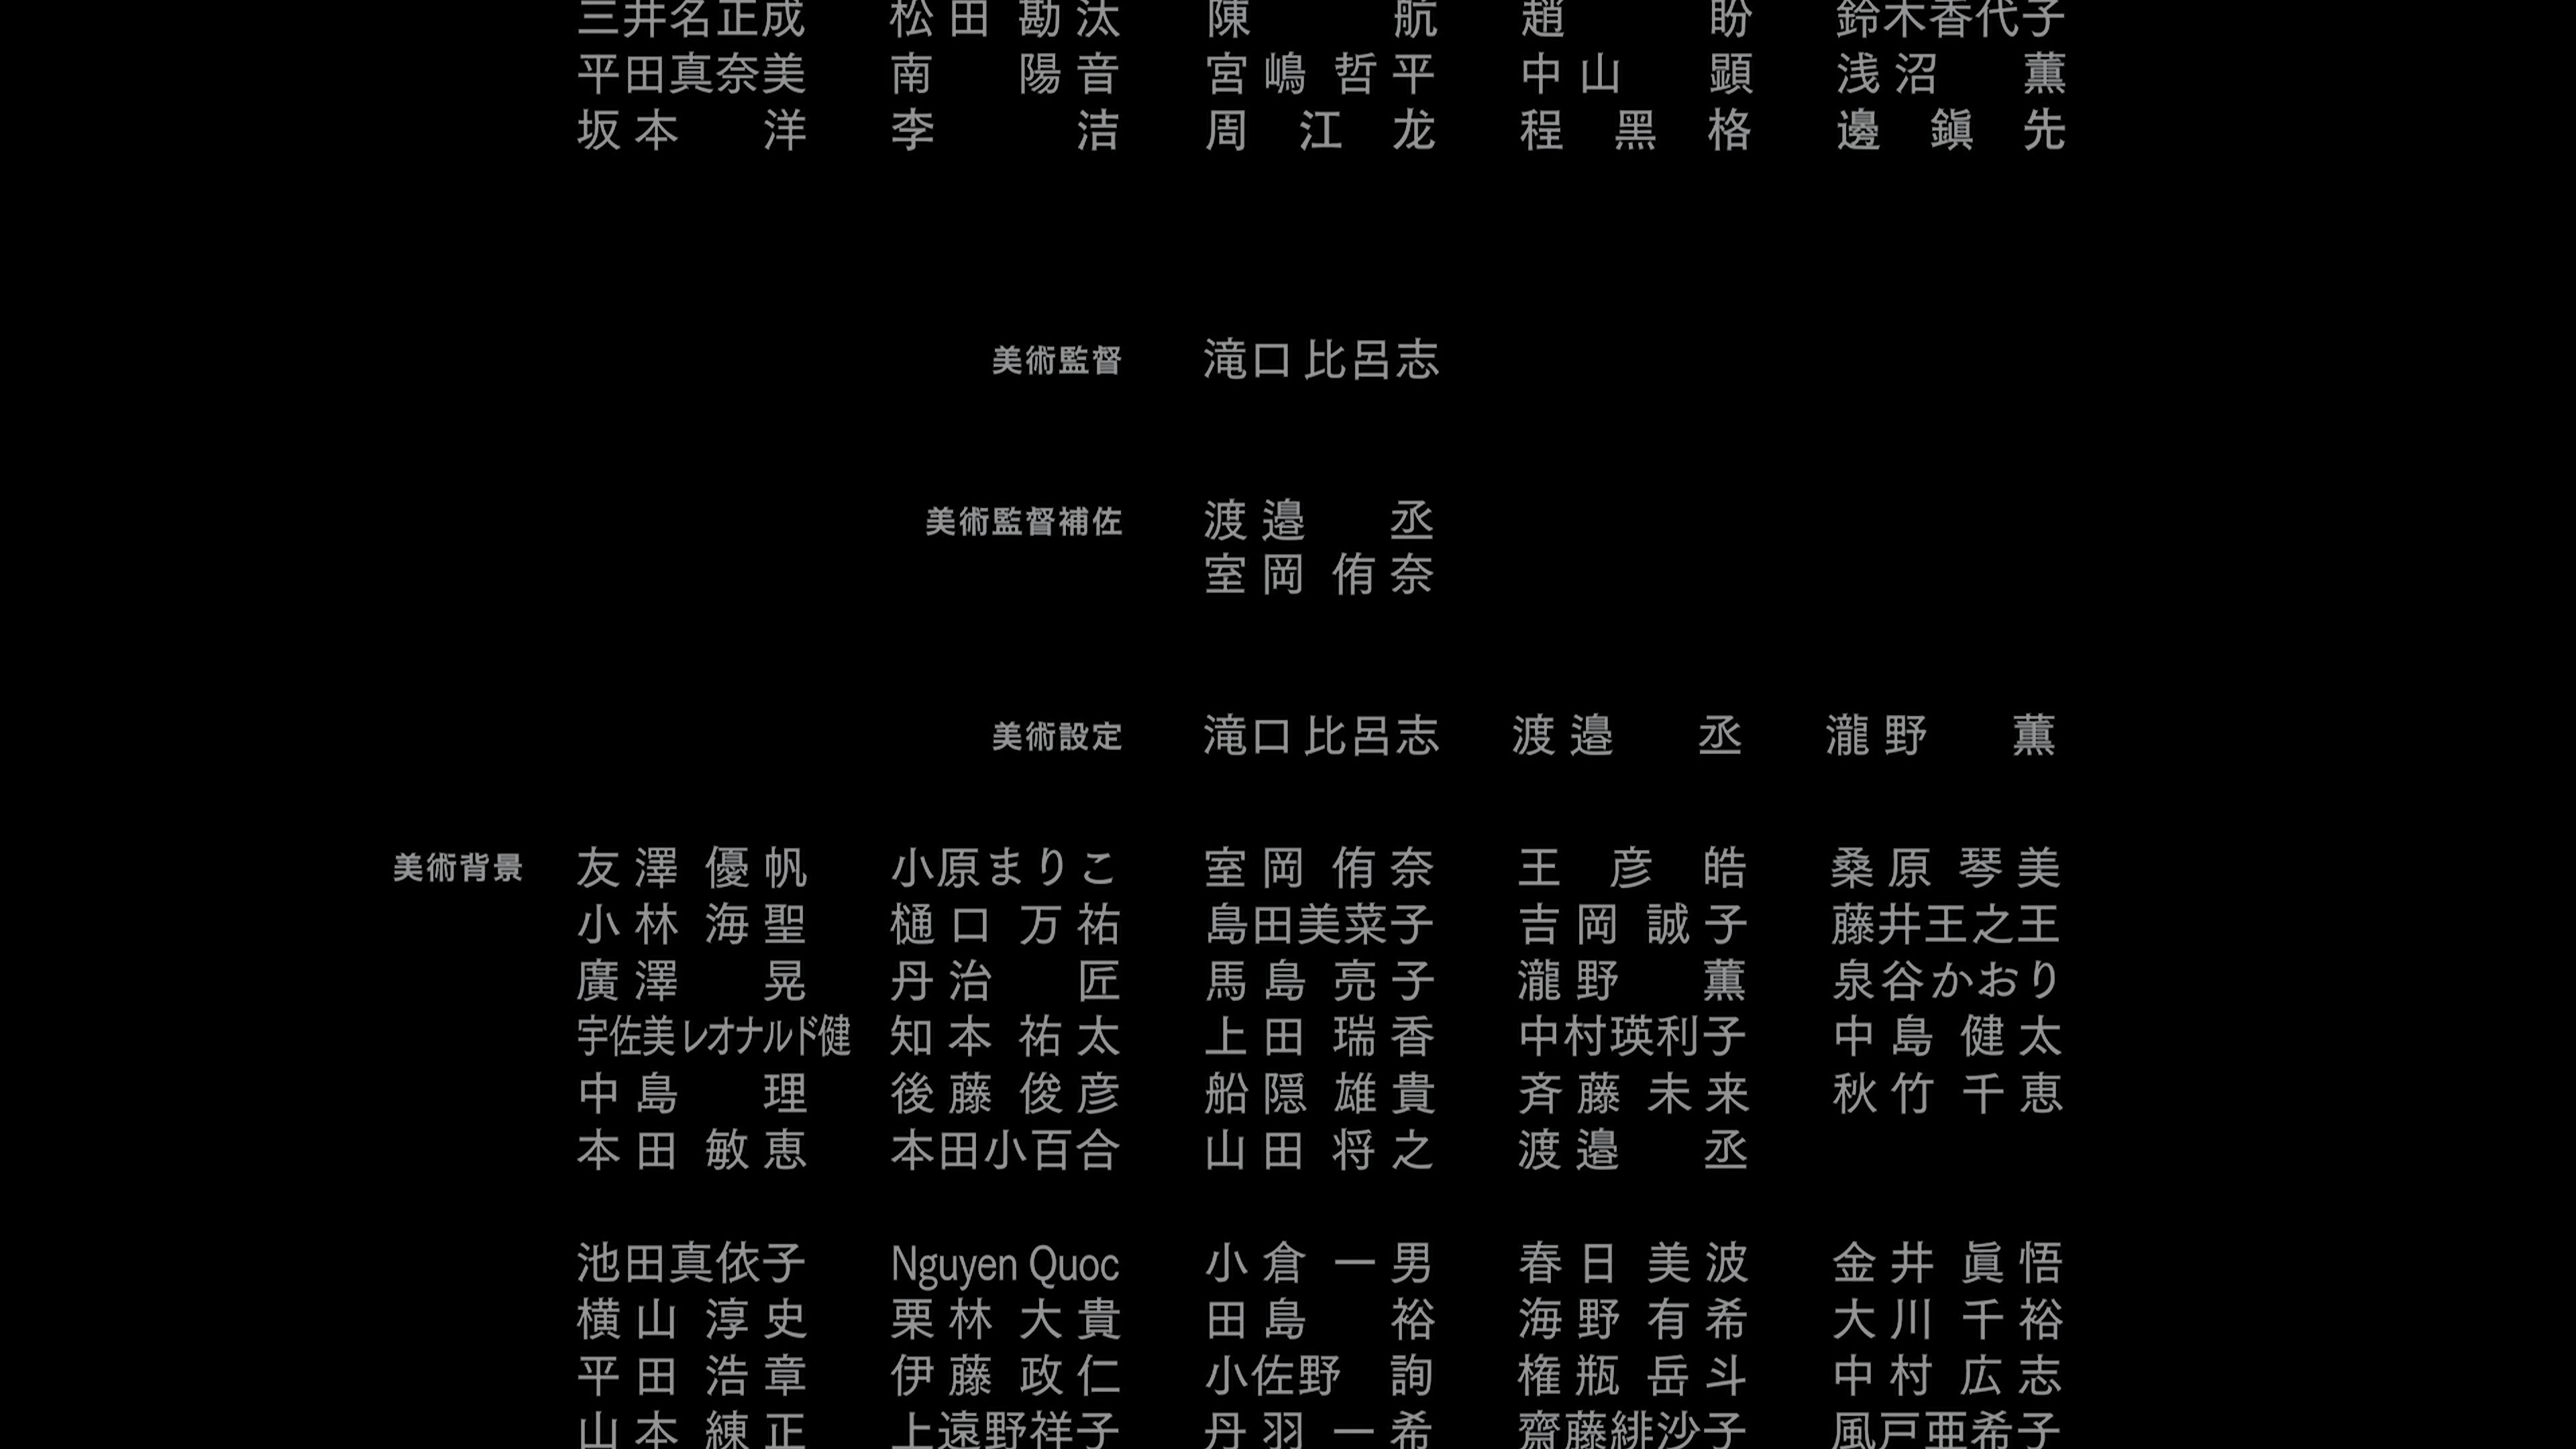 三井名正成 松田勘汰 陳航 趙盼 鈴木香代子
平田真奈美 南陽音 宮嶋哲平 中山顕 浅沼薫
坂本洋 李洁 周江龙 程黑格 邊鎭先
美術監督 滝口比呂志
美術監督補佐 渡邉丞
室岡侑奈
美術設定 滝口比呂志 渡邉丞 瀧野薫
美術背景 友澤優帆 小原まりこ 室岡侑奈 王彦皓 桑原琴美
小林海聖 樋口万祐 島田美菜子 吉岡誠子 藤井王之王
廣澤晃 丹治匠 馬島亮子 瀧野薫 泉谷かおり
宇佐美レオナルド健 知本祐太 上田瑞香 中村瑛利子 中島健太
中島理 後藤俊彦 船隠雄貴 斉藤未来 秋竹千恵
本田敏恵 本田小百合 山田将之 渡邉丞
池田真依子 Nguyen Quoc 小倉一男 春日美波 金井眞悟
横山淳史 栗林大貴 田島裕 海野有希 大川千裕
平田浩章 伊藤政仁 小佐野詢 権瓶岳斗 中村広志
山本練正 上遠野祥子 丹羽一希 齋藤緋沙子 風戸亜希子